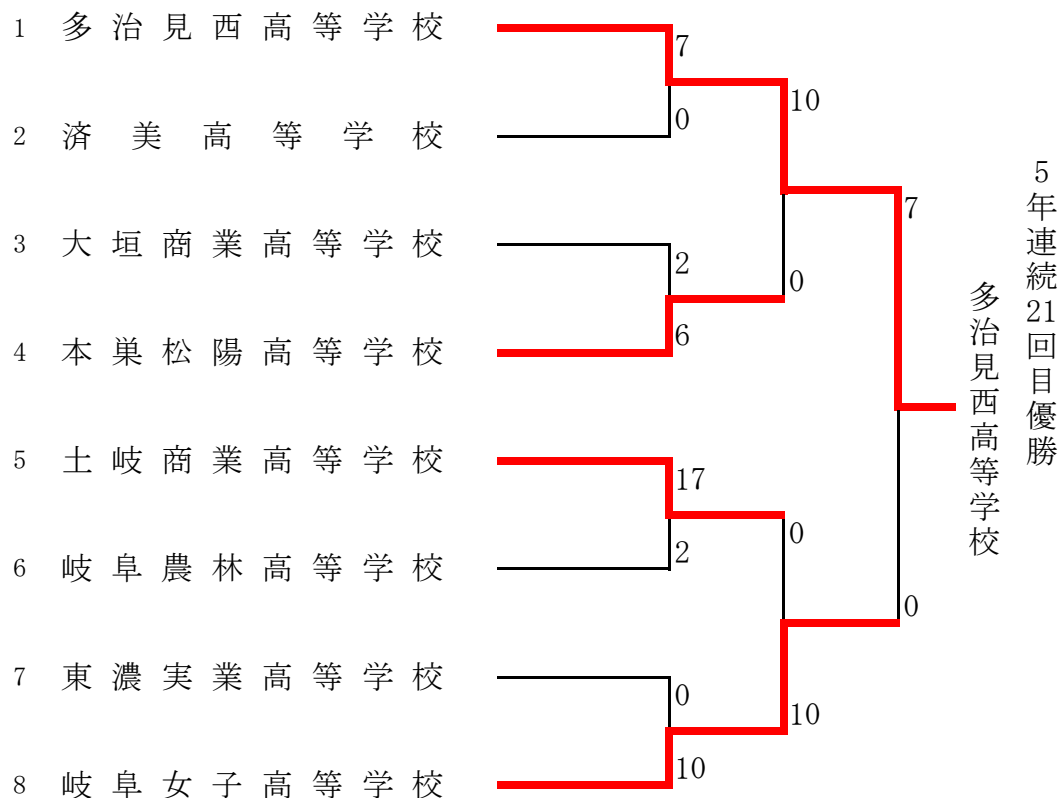 1 多治見西高等学校
2 済美高等学校
3 大垣商業高等学校
4 本巣松陽高等学校
5 土岐商業高等学校
6 岐阜農林高等学校
7 東濃実業高等学校
8 岐阜女子高等学校
7
0
2
6
17
2
0
10
10
0
0
10
7
0
多治見西高等学校
5年連続21回目優勝